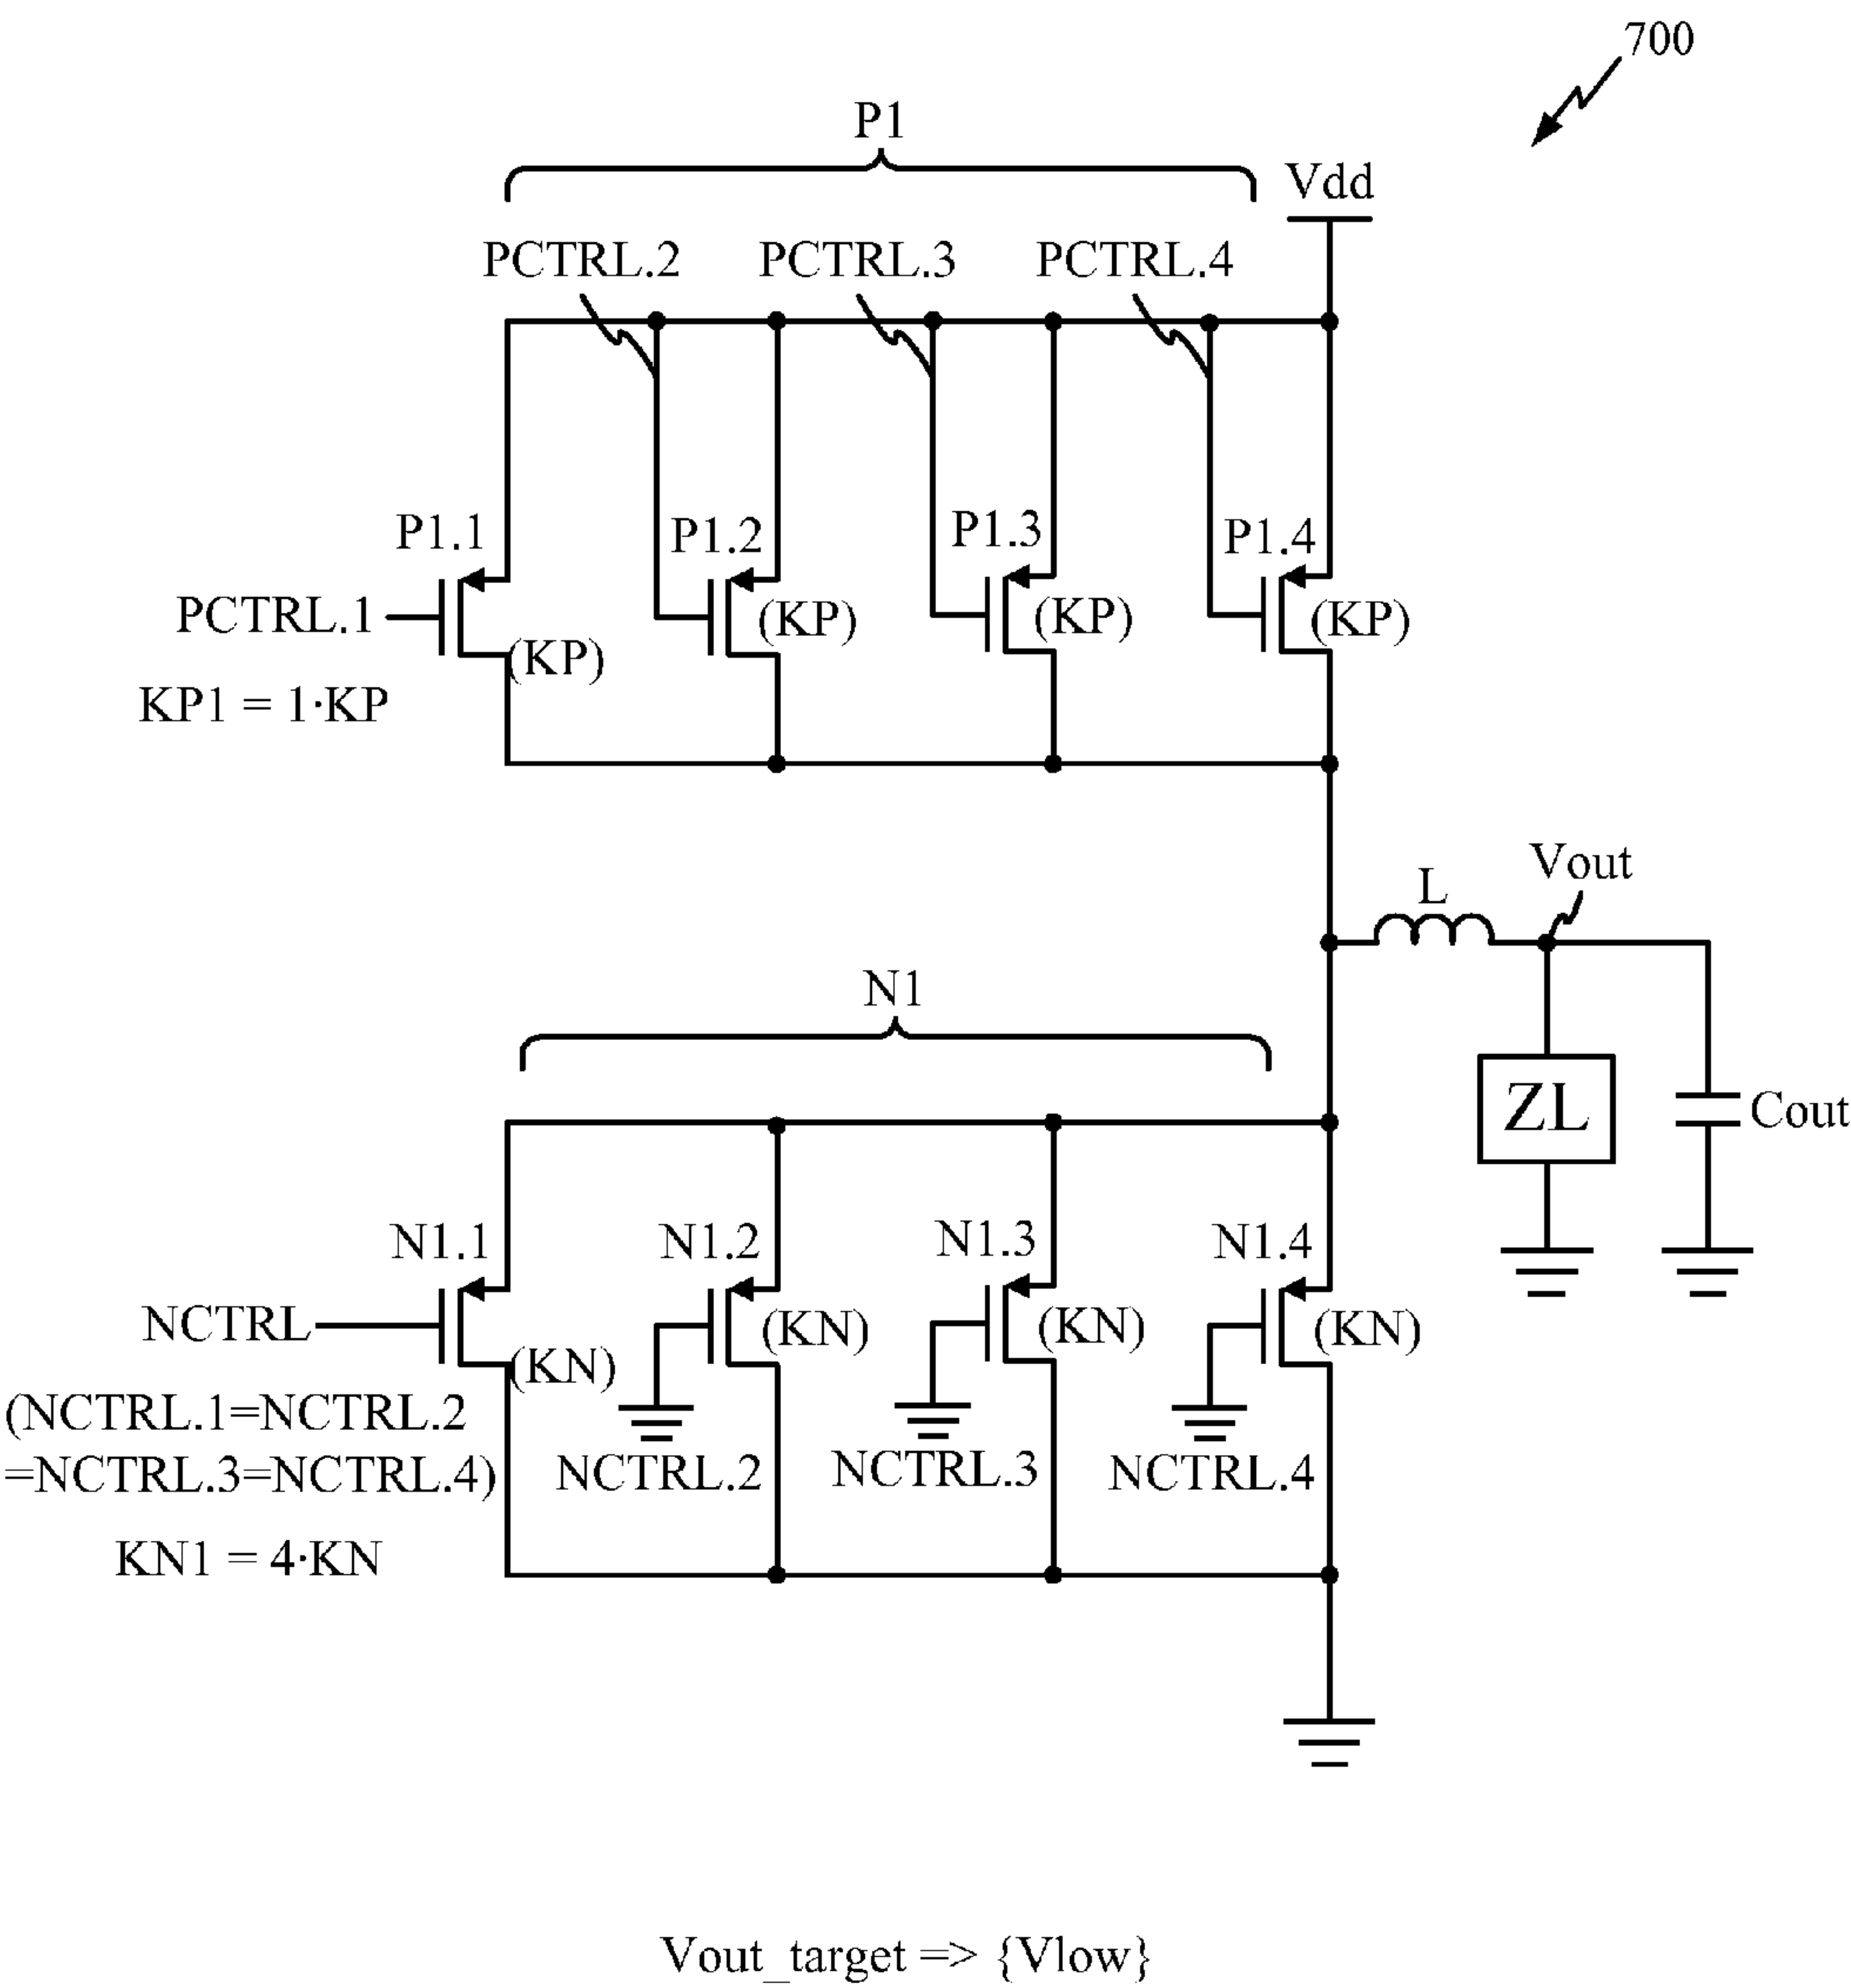 700
P1
Vdd
PCTRL.2
PCTRL.3
PCTRL.4
P1.1
P1.2
P1.3
P1.4
PCTRL.1
(KP)
(KP)
(KP)
(KP)
KP1 = 1·KP
Vout
L
N1
ZL
Cout
N1.1
N1.2
N1.3
N1.4
NCTRL
(KN)
(KN)
(KN)
(KN)
(NCTRL.1=NCTRL.2
=NCTRL.3=NCTRL.4)
NCTRL.2
NCTRL.3
NCTRL.4
KN1 = 4·KN
Vout_target => {Vlow}